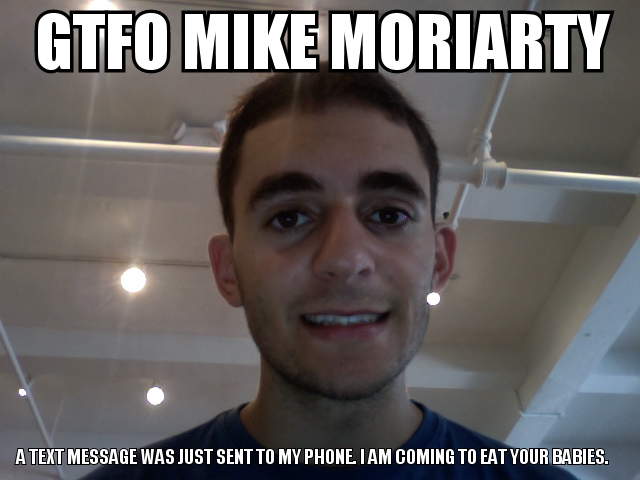 GTFO MIKE MORIARTY
A TEXT MESSAGE WAS JUST SENT TO MY PHONE. I AM COMING TO EAT YOUR BABIES.